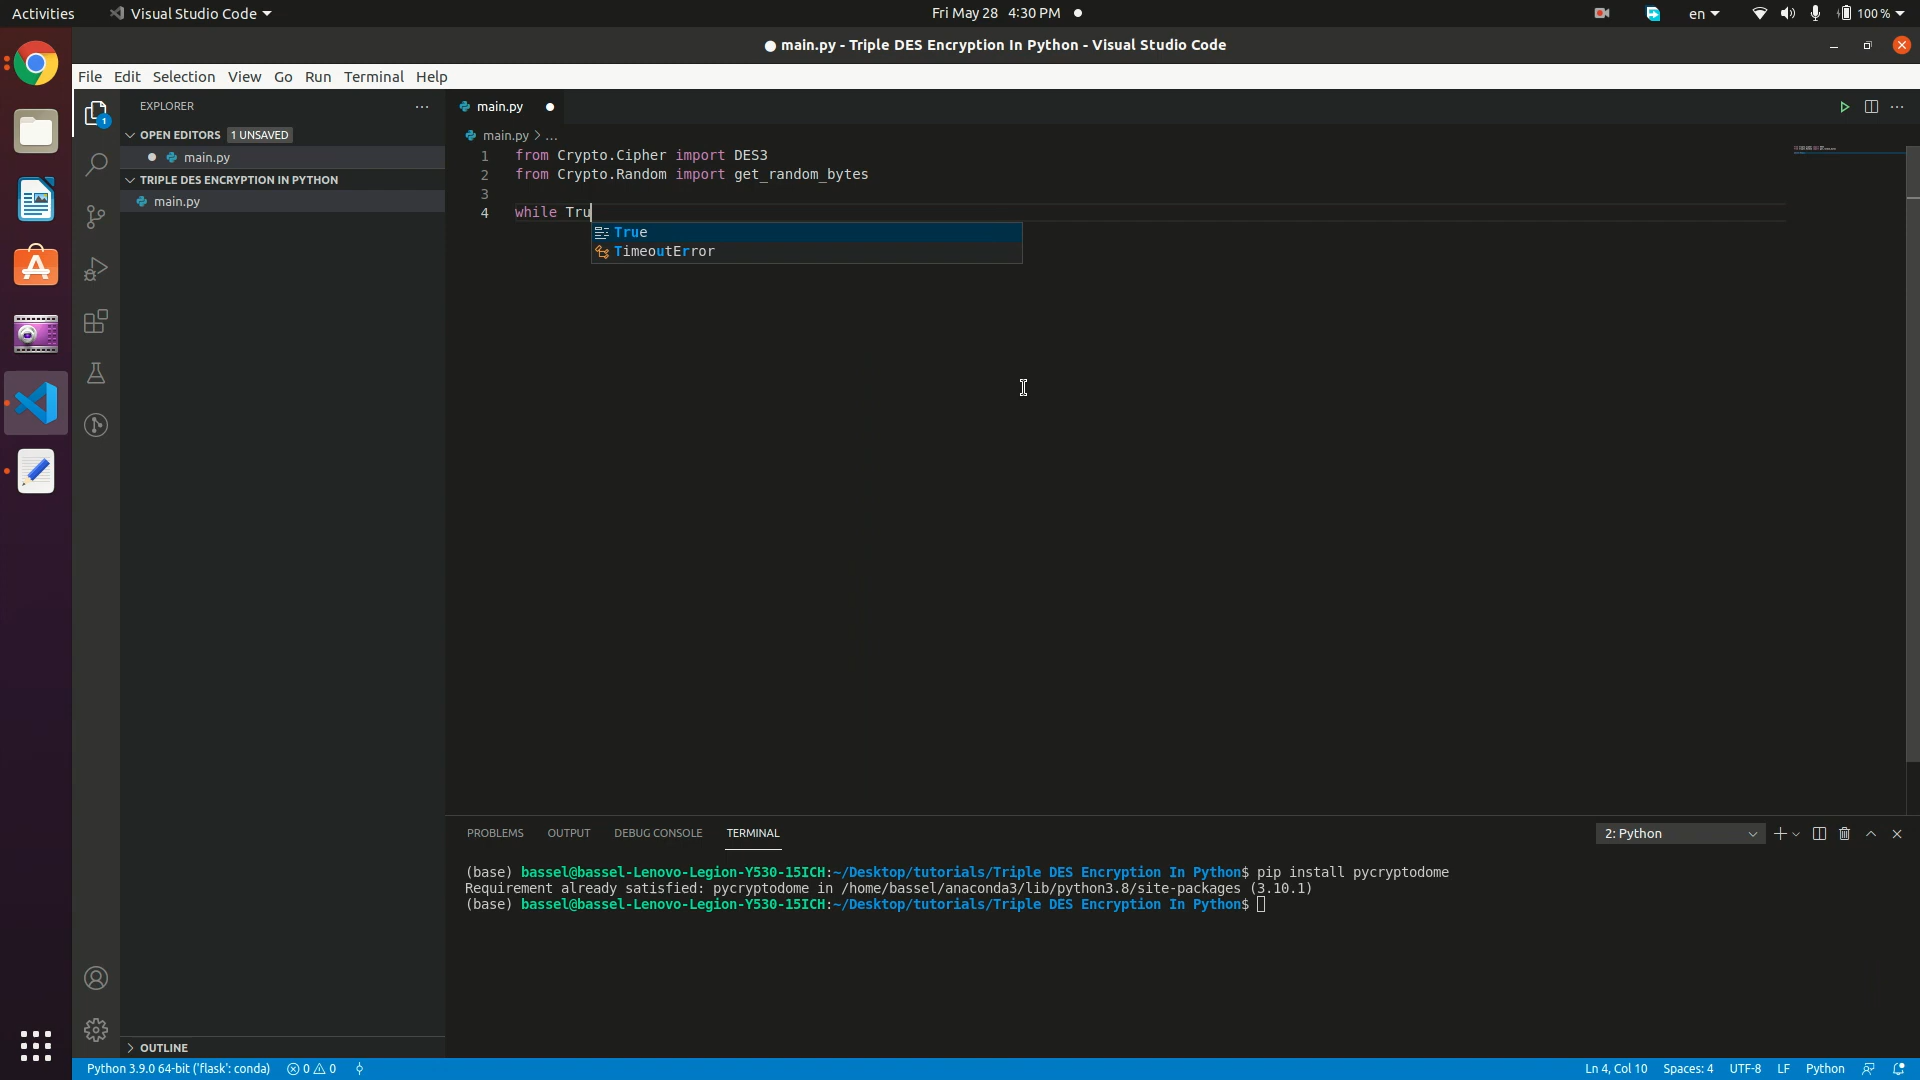 Activities Visual Studio Code Fri May 28 4:30 PM en 100 %
main.py - Triple DES Encryption In Python - Visual Studio Code
File Edit Selection View Go Run Terminal Help
EXPLORER
main.py
1
OPEN EDITORS 1 UNSAVED
main.py > ...
main.py
TRIPLE DES ENCRYPTION IN PYTHON
main.py
1 from Crypto.Cipher import DES3
2 from Crypto.Random import get_random_bytes
3
4 while Tru
True
TimeoutError
PROBLEMS OUTPUT DEBUG CONSOLE TERMINAL 2: Python
(base) bassel@bassel-Lenovo-Legion-Y530-15ICH:~/Desktop/tutorials/Triple DES Encryption In Python$ pip install pycryptodome
Requirement already satisfied: pycryptodome in /home/bassel/anaconda3/lib/python3.8/site-packages (3.10.1)
(base) bassel@bassel-Lenovo-Legion-Y530-15ICH:~/Desktop/tutorials/Triple DES Encryption In Python$
OUTLINE
Python 3.9.0 64-bit ('flask': conda) 0 0 Ln 4, Col 10 Spaces: 4 UTF-8 LF Python